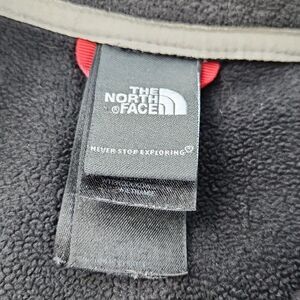 THE
NORTH
FACE®
NEVER STOP EXPLORING